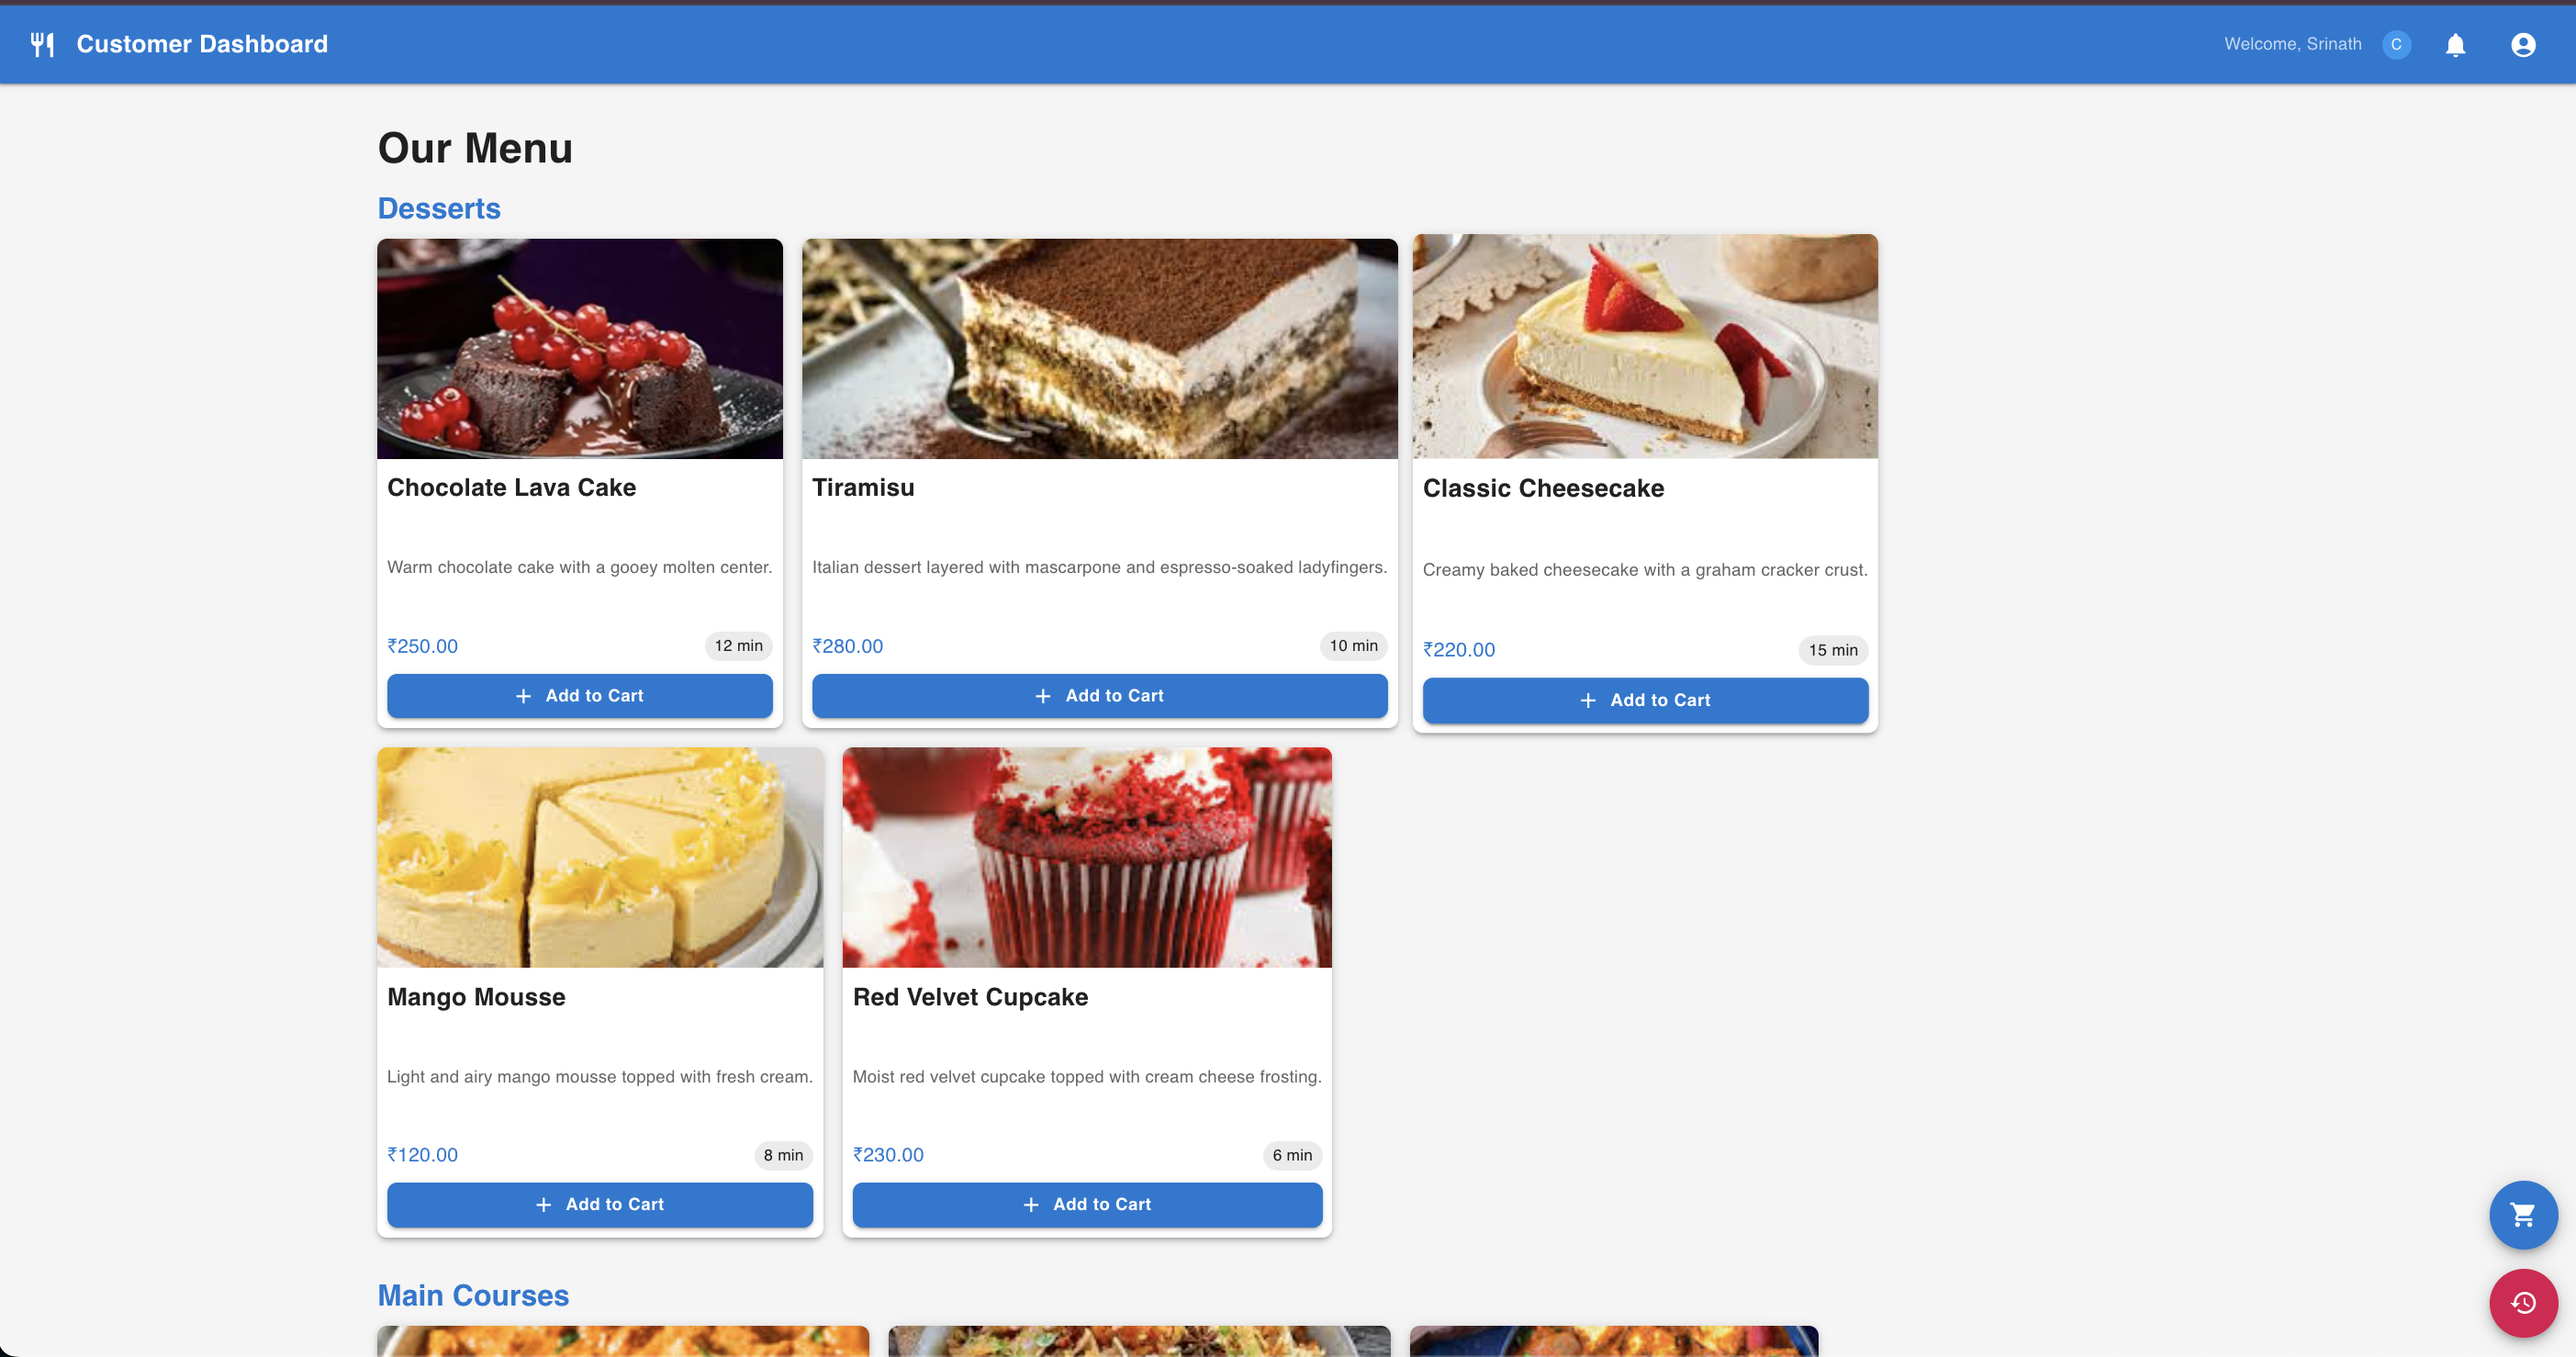 Customer Dashboard
Welcome, Srinath
C
Our Menu
Desserts
Chocolate Lava Cake
Warm chocolate cake with a gooey molten center.
₹250.00
12 min
Add to Cart
Tiramisu
Italian dessert layered with mascarpone and espresso-soaked ladyfingers.
₹280.00
10 min
Add to Cart
Classic Cheesecake
Creamy baked cheesecake with a graham cracker crust.
₹220.00
15 min
Add to Cart
Mango Mousse
Light and airy mango mousse topped with fresh cream.
₹120.00
8 min
Add to Cart
Red Velvet Cupcake
Moist red velvet cupcake topped with cream cheese frosting.
₹230.00
6 min
Add to Cart
Main Courses